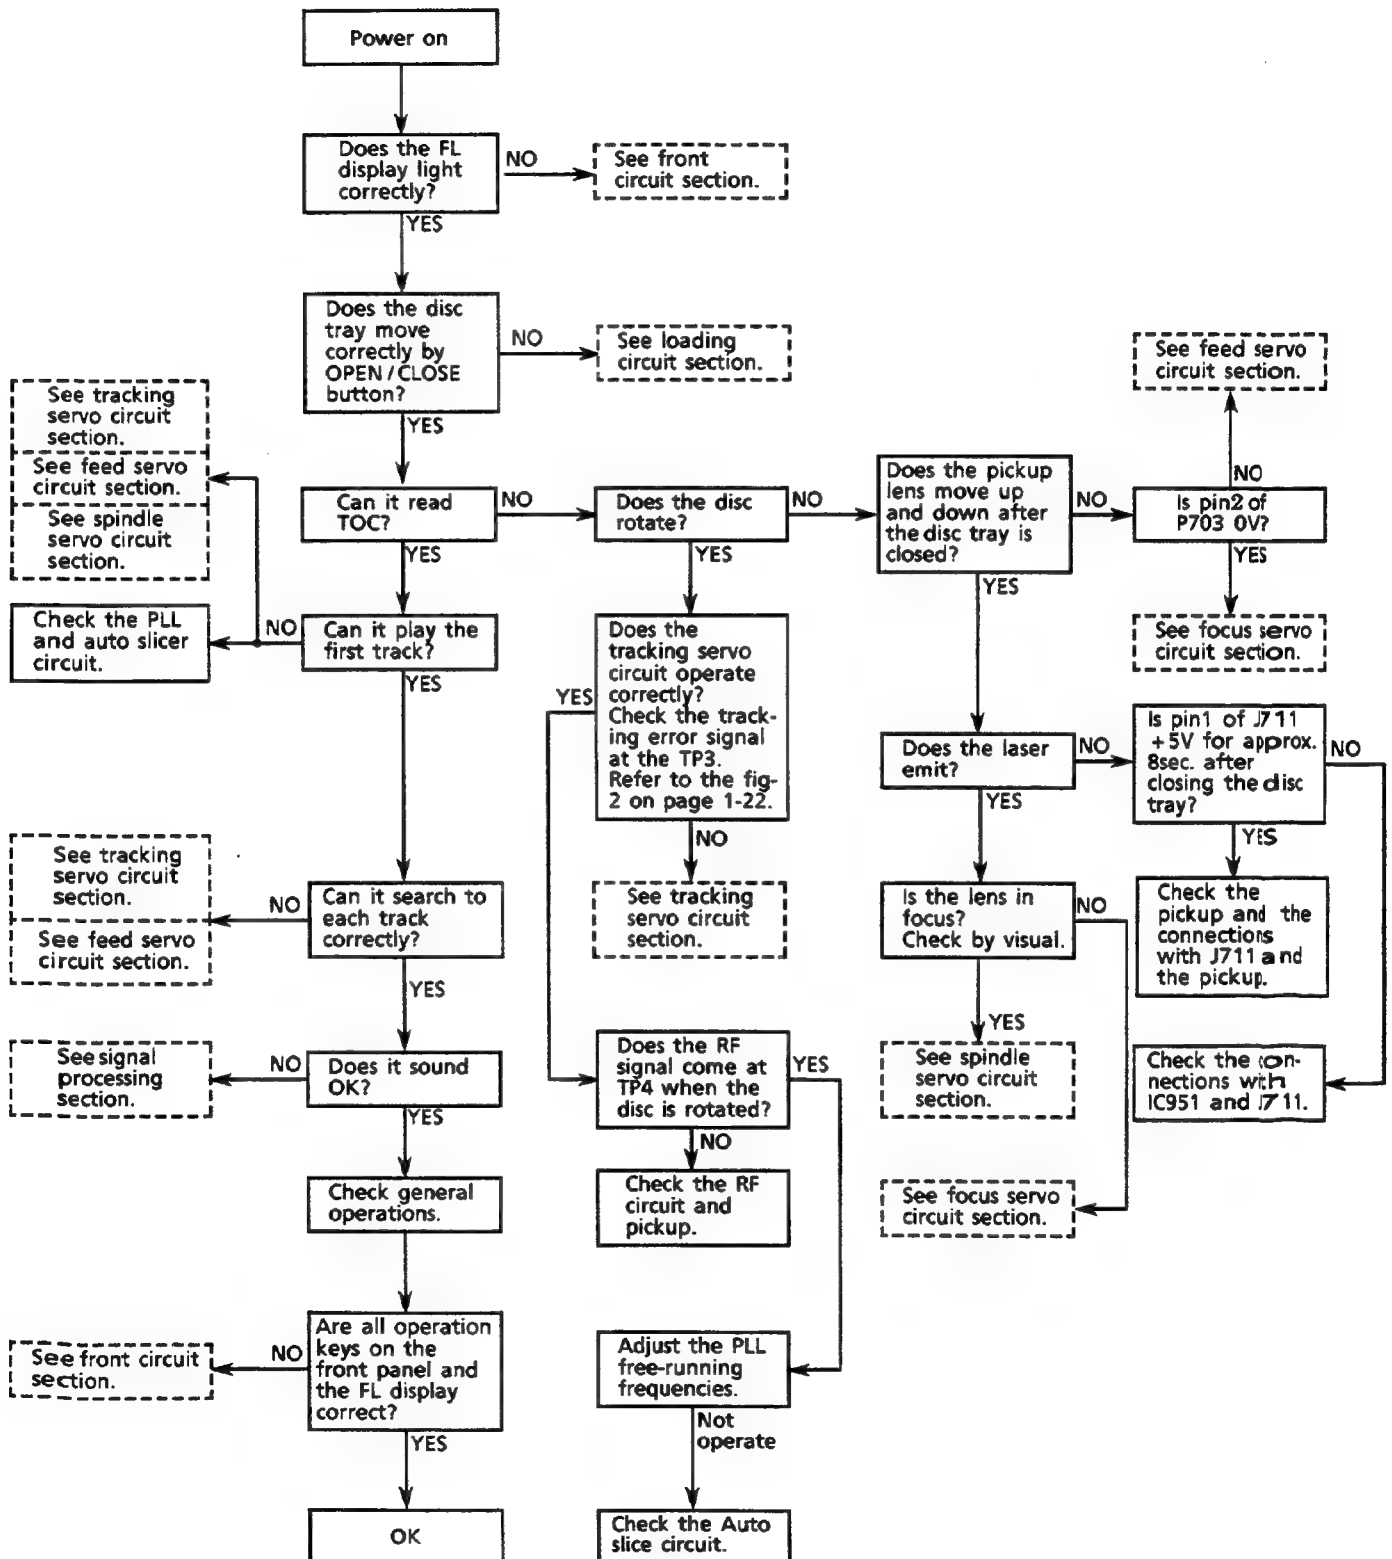 Power on
Does the FL
display light
correctly?
NO
See front
circuit section.
YES
Does the disc
tray move
correctly by
OPEN/CLOSE
button?
NO
See loading
circuit section.
YES
See tracking
servo circuit
section.
See feed servo
circuit section.
See spindle
servo circuit
section.
Can it read
TOC?
NO
Does the disc
rotate?
NO
Does the pickup
lens move up
and down after
the disc tray is
closed?
NO
Is pin2 of
P703 0V?
NO
See feed servo
circuit section.
YES
See focus servo
circuit section.
YES
YES
YES
Check the PLL
and auto slicer
circuit.
NO
Can it play the
first track?
YES
Does the
tracking servo
circuit operate
correctly?
Check the track-
ing error signal
at the TP3.
Refer to the fig-
2 on page 1-22.
YES
NO
See tracking
servo circuit
section.
Does the laser
emit?
NO
Is pin1 of J711
+5V for approx.
8sec. after
closing the disc
tray?
NO
YES
YES
Check the
pickup and the
connections
with J711 and
the pickup.
See tracking
servo circuit
section.
See feed servo
circuit section.
NO
Can it search to
each track
correctly?
YES
Is the lens in
focus?
Check by visual.
NO
YES
See spindle
servo circuit
section.
Check the con-
nections with
IC951 and J711.
See signal
processing
section.
NO
Does it sound
OK?
YES
Does the RF
signal come at
TP4 when the
disc is rotated?
YES
NO
Check the RF
circuit and
pickup.
See focus servo
circuit section.
Check general
operations.
See front circuit
section.
NO
Are all operation
keys on the
front panel and
the FL display
correct?
YES
Adjust the PLL
free-running
frequencies.
Not
operate
OK
Check the Auto
slice circuit.